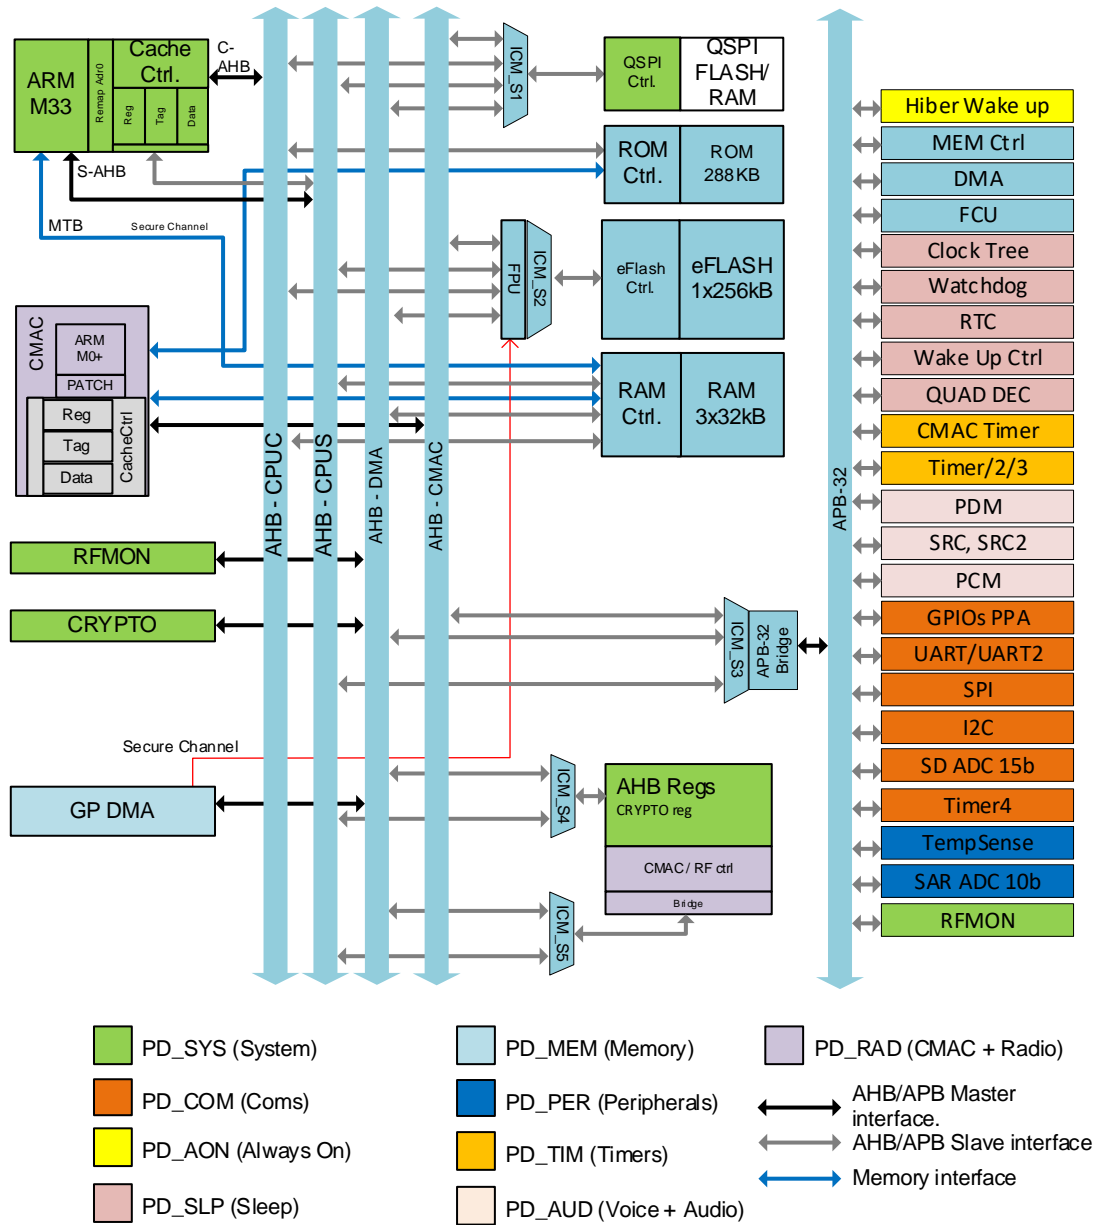 ARM
M33
Remap Adr0
Cache
Ctrl.
Reg
Tag
Data
C-
AHB
S-AHB
MTB
Secure Channel
CMAC
ARM
M0+
PATCH
Reg
Tag
Data
CacheCtrl
RFMON
CRYPTO
Secure Channel
GP DMA
AHB - CPUC
AHB - CPUS
AHB - DMA
AHB - CMAC
ICM_S1
QSPI
Ctrl.
QSPI
FLASH/
RAM
ROM
Ctrl.
ROM
288KB
FPU
ICM_S2
eFlash
Ctrl.
eFLASH
1x256kB
RAM
Ctrl.
RAM
3x32kB
ICM_S3
APB-32
Bridge
ICM_S4
AHB Regs
CRYPTO reg
CMAC / RF ctrl
Bridge
ICM_S5
APB-32
Hiber Wake up
MEM Ctrl
DMA
FCU
Clock Tree
Watchdog
RTC
Wake Up Ctrl
QUAD DEC
CMAC Timer
Timer/2/3
PDM
SRC, SRC2
PCM
GPIOs PPA
UART/UART2
SPI
I2C
SD ADC 15b
Timer4
TempSense
SAR ADC 10b
RFMON
PD_SYS (System)
PD_COM (Coms)
PD_AON (Always On)
PD_SLP (Sleep)
PD_MEM (Memory)
PD_PER (Peripherals)
PD_TIM (Timers)
PD_AUD (Voice + Audio)
PD_RAD (CMAC + Radio)
AHB/APB Master
interface.
AHB/APB Slave interface
Memory interface